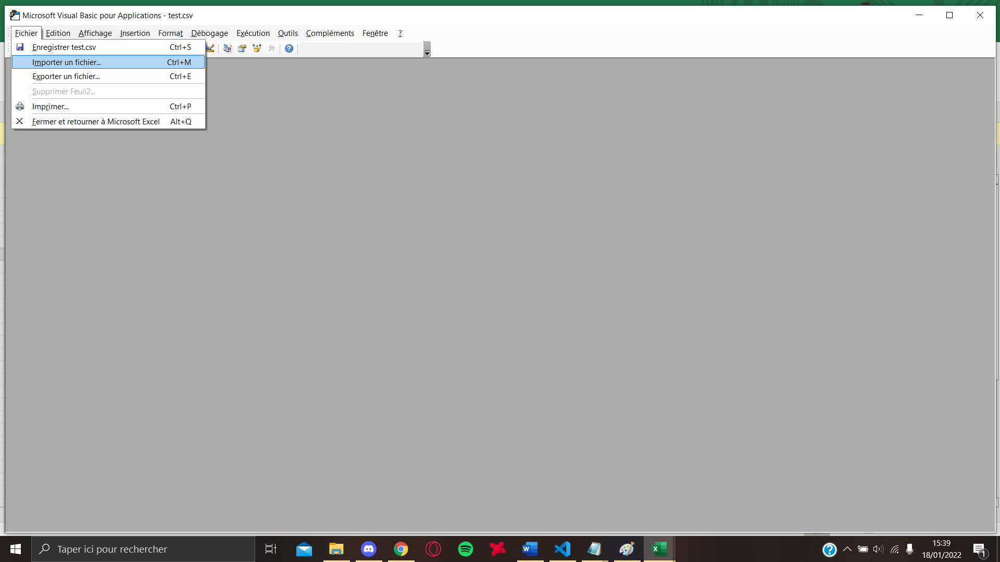 Microsoft Visual Basic pour Applications - test.csv
Fichier Edition Affichage Insertion Format Débogage Exécution Outils Compléments Fenêtre ?
Enregistrer test.csv Ctrl+S
Importer un fichier... Ctrl+M
Exporter un fichier... Ctrl+E
Supprimer Feuil2...
Imprimer... Ctrl+P
Fermer et retourner à Microsoft Excel Alt+Q
Taper ici pour rechercher
15:39
18/01/2022
1